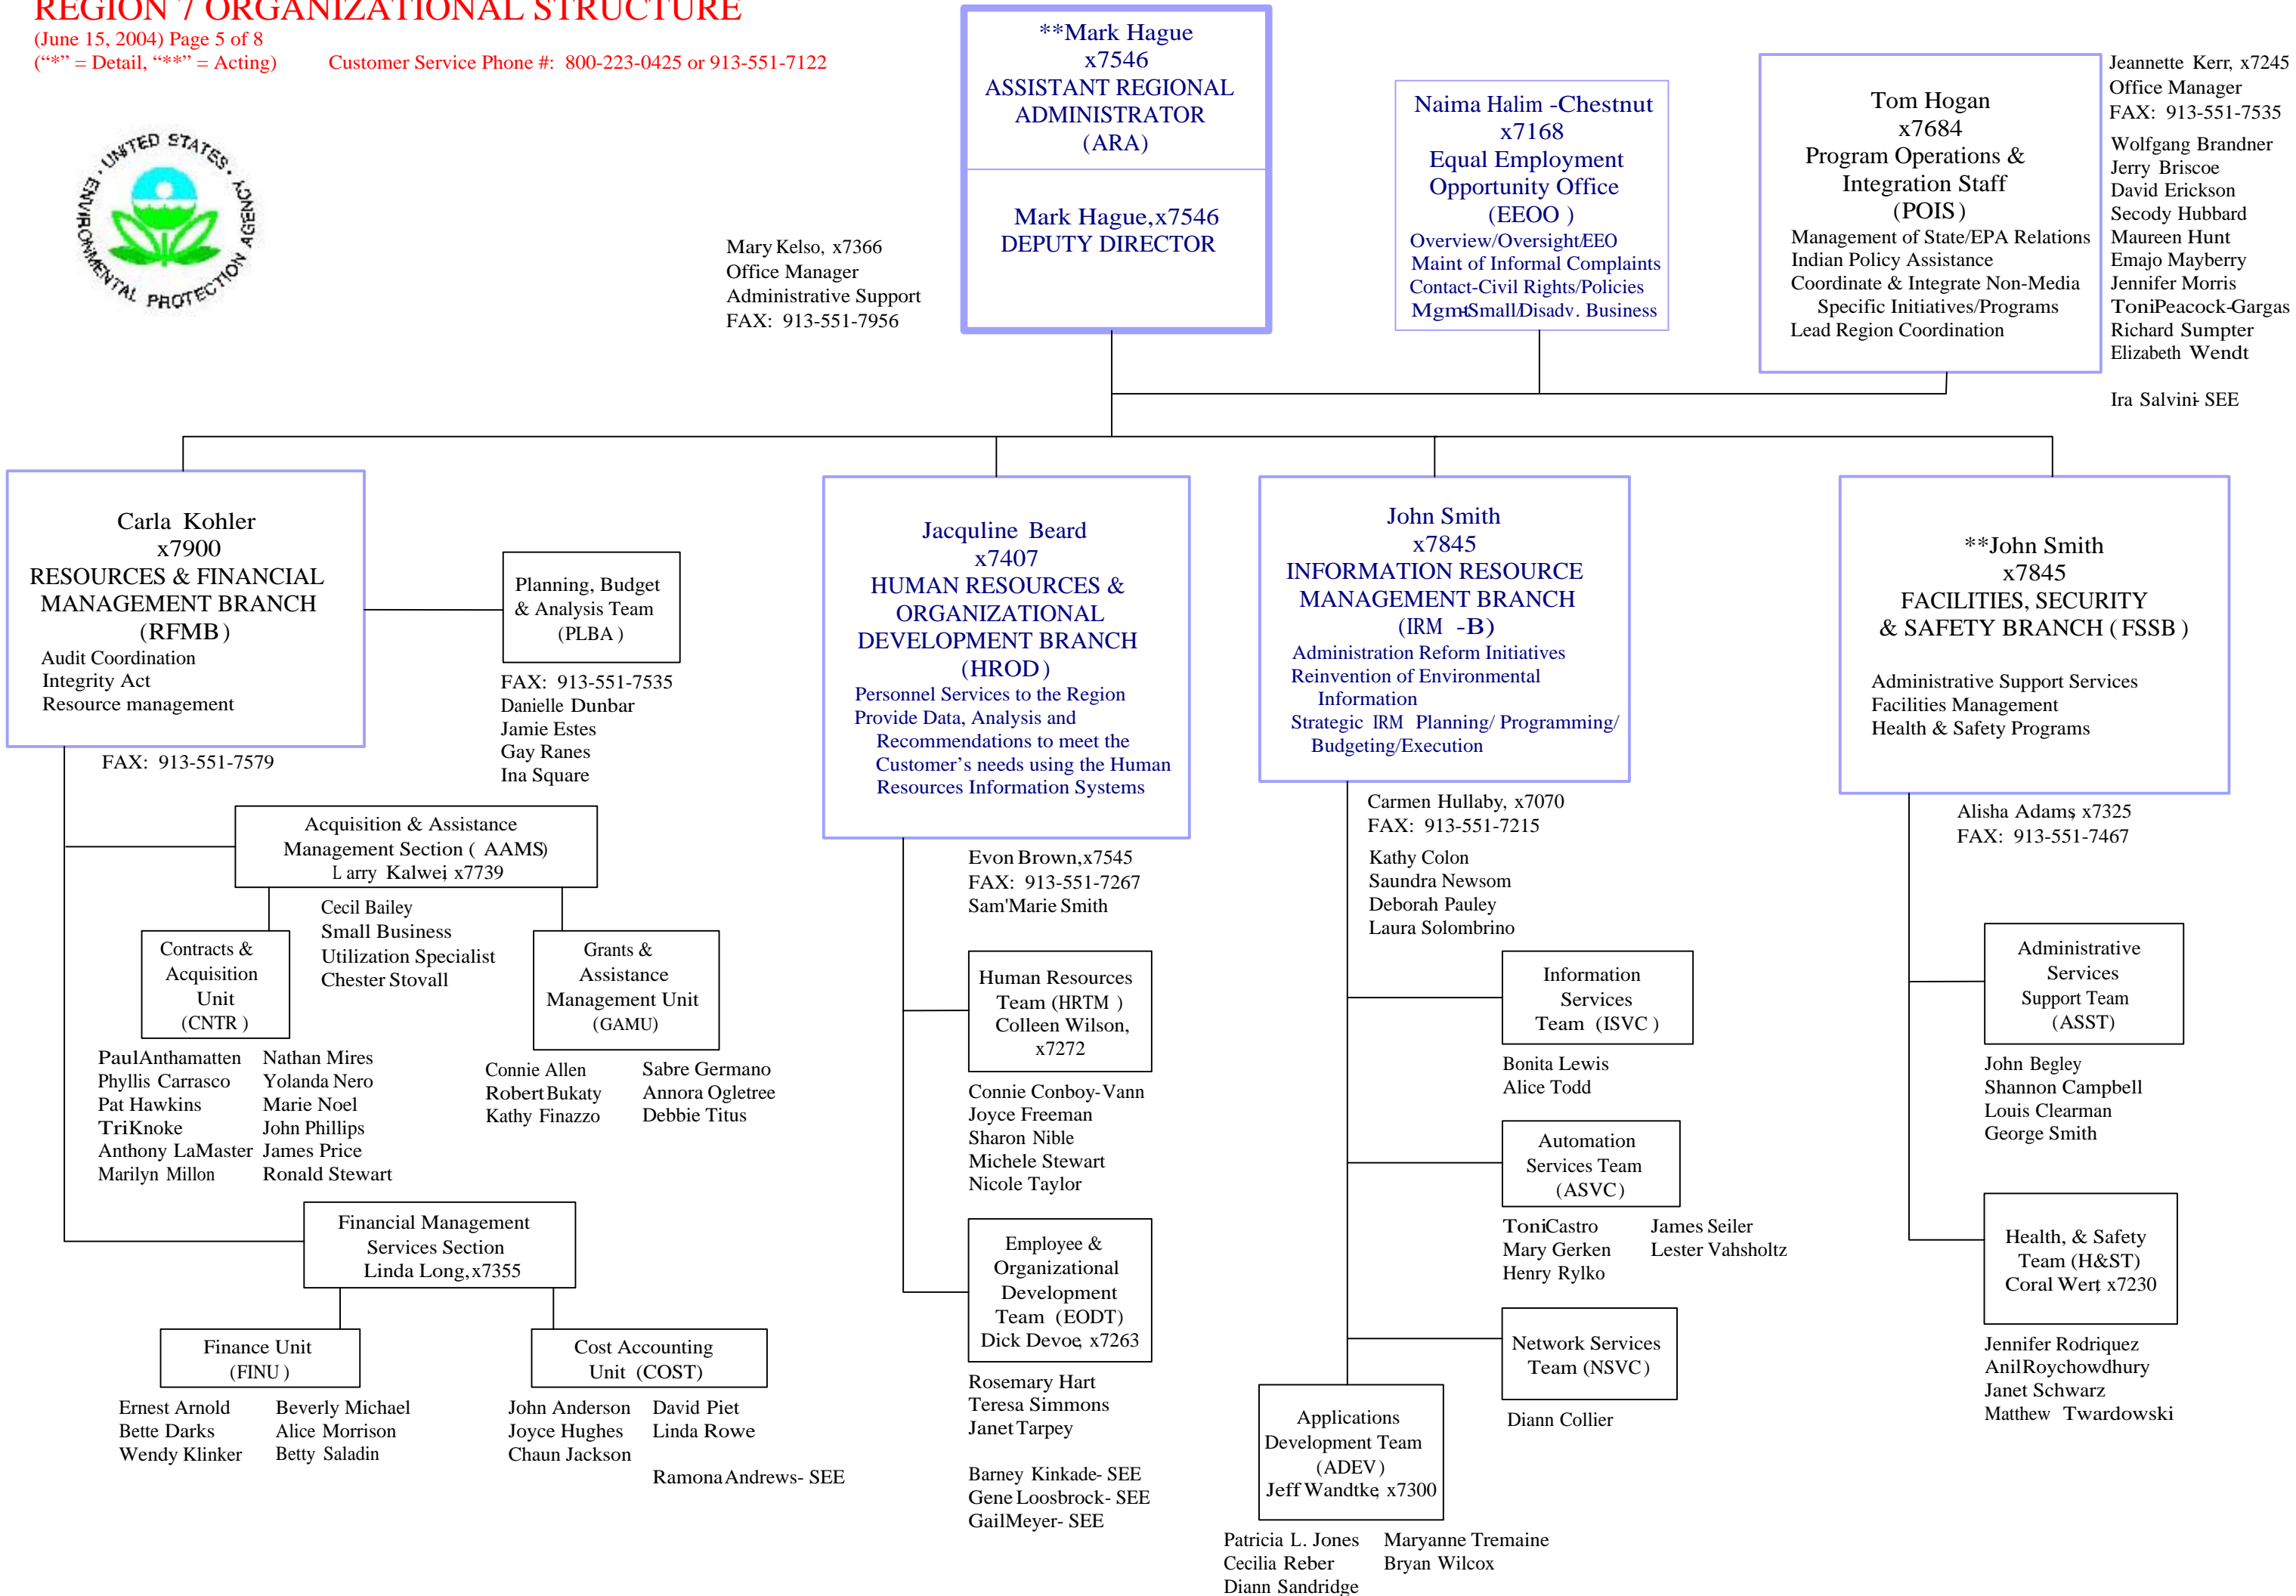 REGION 7 ORGANIZATIONAL STRUCTURE
(June 15, 2004) Page 5 of 8
(“*” = Detail, “**” = Acting) Customer Service Phone #: 800-223-0425 or 913-551-7122
UNITED STATES
ENVIRONMENTAL PROTECTION AGENCY
**Mark Hague
x7546
ASSISTANT REGIONAL
ADMINISTRATOR
(ARA)
Mark Hague,x7546
DEPUTY DIRECTOR
Mary Kelso, x7366
Office Manager
Administrative Support
FAX: 913-551-7956
Naima Halim -Chestnut
x7168
Equal Employment
Opportunity Office
(EEOO )
Overview/Oversight/EEO
Maint of Informal Complaints
Contact-Civil Rights/Policies
Mgmt-Small/Disadv. Business
Tom Hogan
x7684
Program Operations &
Integration Staff
(POIS)
Management of State/EPA Relations
Indian Policy Assistance
Coordinate & Integrate Non-Media
Specific Initiatives/Programs
Lead Region Coordination
Jeannette Kerr, x7245
Office Manager
FAX: 913-551-7535
Wolfgang Brandner
Jerry Briscoe
David Erickson
Secody Hubbard
Maureen Hunt
Emajo Mayberry
Jennifer Morris
ToniPeacock-Gargas
Richard Sumpter
Elizabeth Wendt
Ira Salvini- SEE
Carla Kohler
x7900
RESOURCES & FINANCIAL
MANAGEMENT BRANCH
(RFMB)
Audit Coordination
Integrity Act
Resource management
FAX: 913-551-7579
Planning, Budget
& Analysis Team
(PLBA )
FAX: 913-551-7535
Danielle Dunbar
Jamie Estes
Gay Ranes
Ina Square
Acquisition & Assistance
Management Section ( AAMS)
Larry Kalwei, x7739
Cecil Bailey
Small Business
Utilization Specialist
Chester Stovall
Contracts &
Acquisition
Unit
(CNTR )
PaulAnthamatten Nathan Mires
Phyllis Carrasco Yolanda Nero
Pat Hawkins Marie Noel
TriKnoke John Phillips
Anthony LaMaster James Price
Marilyn Millon Ronald Stewart
Grants &
Assistance
Management Unit
(GAMU)
Connie Allen Sabre Germano
Robert Bukaty Annora Ogletree
Kathy Finazzo Debbie Titus
Financial Management
Services Section
Linda Long,x7355
Finance Unit
(FINU )
Ernest Arnold Beverly Michael
Bette Darks Alice Morrison
Wendy Klinker Betty Saladin
Cost Accounting
Unit (COST)
John Anderson David Piet
Joyce Hughes Linda Rowe
Chaun Jackson
Ramona Andrews- SEE
Jacquline Beard
x7407
HUMAN RESOURCES &
ORGANIZATIONAL
DEVELOPMENT BRANCH
(HROD)
Personnel Services to the Region
Provide Data, Analysis and
Recommendations to meet the
Customer’s needs using the Human
Resources Information Systems
Evon Brown,x7545
FAX: 913-551-7267
Sam'Marie Smith
Human Resources
Team (HRTM )
Colleen Wilson,
x7272
Connie Conboy-Vann
Joyce Freeman
Sharon Nible
Michele Stewart
Nicole Taylor
Employee &
Organizational
Development
Team (EODT)
Dick Devoe, x7263
Rosemary Hart
Teresa Simmons
Janet Tarpey
Barney Kinkade- SEE
Gene Loosbrock- SEE
GailMeyer- SEE
John Smith
x7845
INFORMATION RESOURCE
MANAGEMENT BRANCH
(IRM -B)
Administration Reform Initiatives
Reinvention of Environmental
Information
Strategic IRM Planning/ Programming/
Budgeting/Execution
Carmen Hullaby, x7070
FAX: 913-551-7215
Kathy Colon
Saundra Newsom
Deborah Pauley
Laura Solombrino
Information
Services
Team (ISVC )
Bonita Lewis
Alice Todd
Automation
Services Team
(ASVC)
ToniCastro James Seiler
Mary Gerken Lester Vahsholtz
Henry Rylko
Network Services
Team (NSVC)
Diann Collier
Applications
Development Team
(ADEV)
Jeff Wandtke, x7300
Patricia L. Jones Maryanne Tremaine
Cecilia Reber Bryan Wilcox
Diann Sandridge
**John Smith
x7845
FACILITIES, SECURITY
& SAFETY BRANCH ( FSSB )
Administrative Support Services
Facilities Management
Health & Safety Programs
Alisha Adams, x7325
FAX: 913-551-7467
Administrative
Services
Support Team
(ASST)
John Begley
Shannon Campbell
Louis Clearman
George Smith
Health, & Safety
Team (H&ST)
Coral Wert, x7230
Jennifer Rodriquez
AnilRoychowdhury
Janet Schwarz
Matthew Twardowski